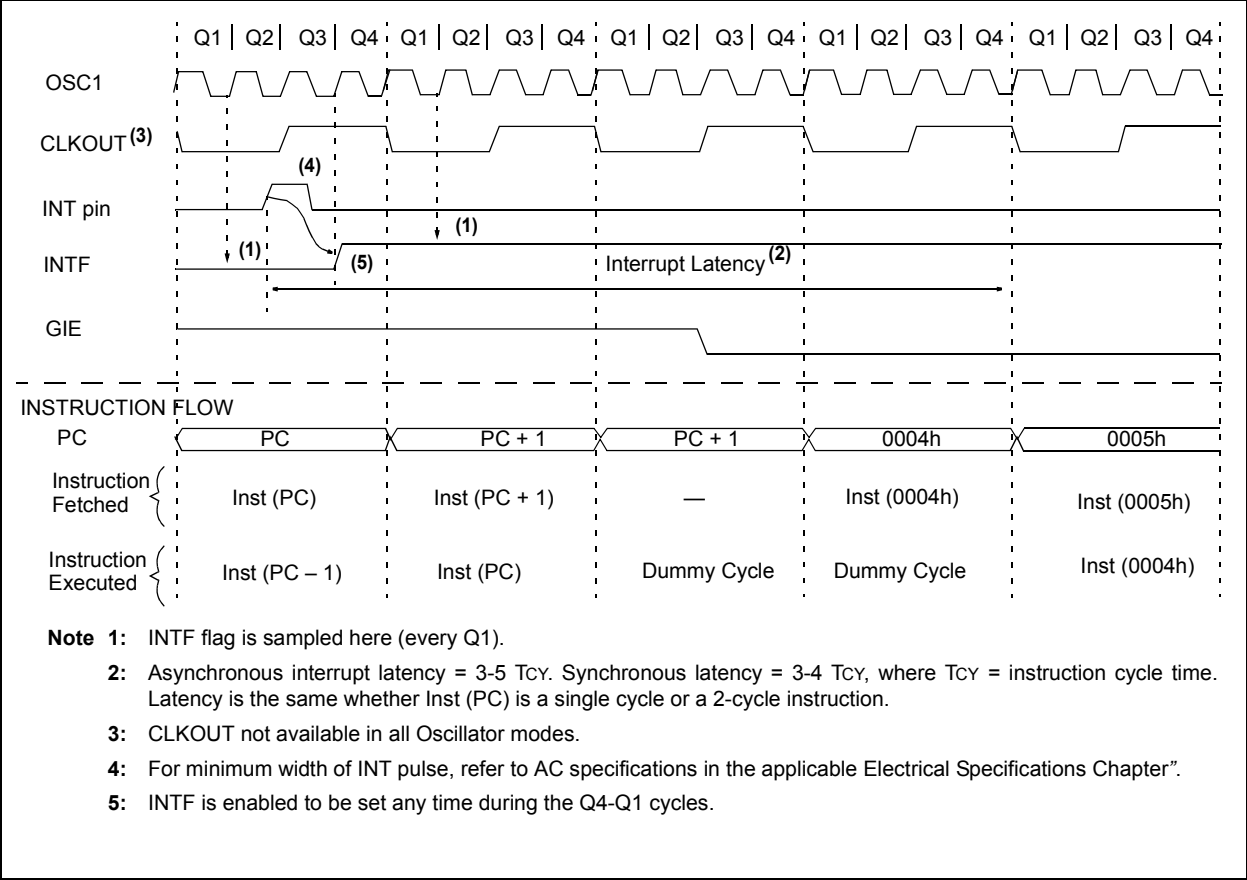 Q1 Q2 Q3 Q4 Q1 Q2 Q3 Q4 Q1 Q2 Q3 Q4 Q1 Q2 Q3 Q4 Q1 Q2 Q3 Q4
OSC1
CLKOUT (3)
(4)
INT pin
(1)
(1)
INTF
(5)
Interrupt Latency (2)
GIE
INSTRUCTION FLOW
PC PC PC + 1 PC + 1 0004h 0005h
Instruction
Fetched
Inst (PC) Inst (PC + 1) — Inst (0004h) Inst (0005h)
Instruction
Executed
Inst (PC – 1) Inst (PC) Dummy Cycle Dummy Cycle Inst (0004h)
Note 1: INTF flag is sampled here (every Q1).
2: Asynchronous interrupt latency = 3-5 TCY. Synchronous latency = 3-4 TCY, where TCY = instruction cycle time.
Latency is the same whether Inst (PC) is a single cycle or a 2-cycle instruction.
3: CLKOUT not available in all Oscillator modes.
4: For minimum width of INT pulse, refer to AC specifications in the applicable Electrical Specifications Chapter”.
5: INTF is enabled to be set any time during the Q4-Q1 cycles.